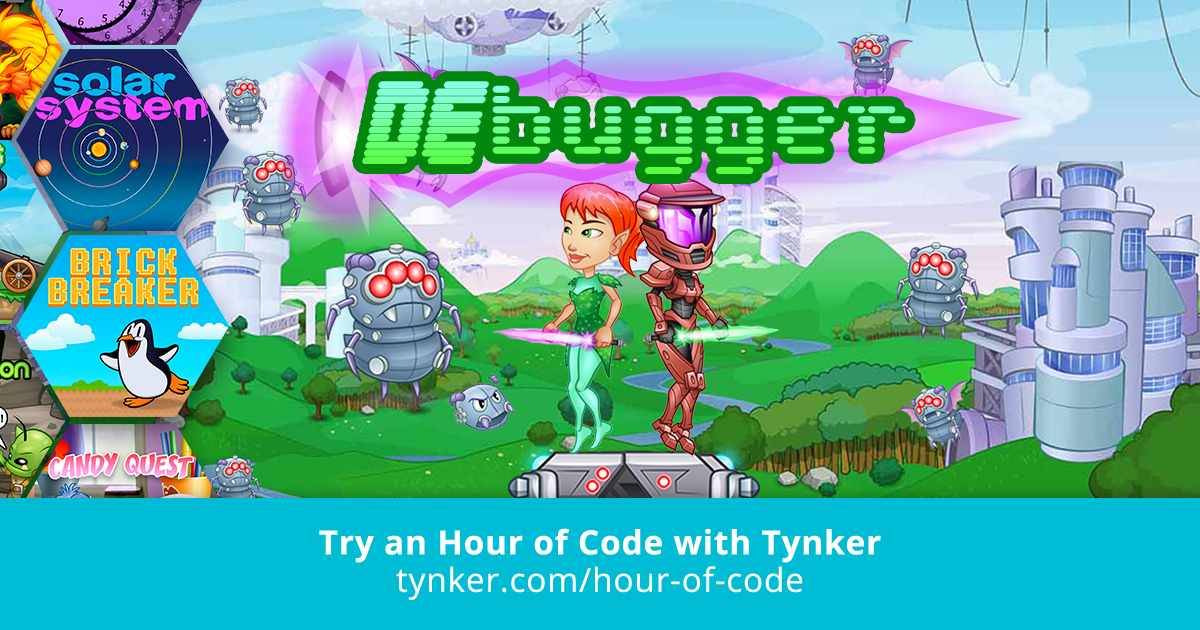 solar
system
BRICK
BREAKER
on
!
CANDY QUEST
DEbugger
Try an Hour of Code with Tynker
tynker.com/hour-of-code